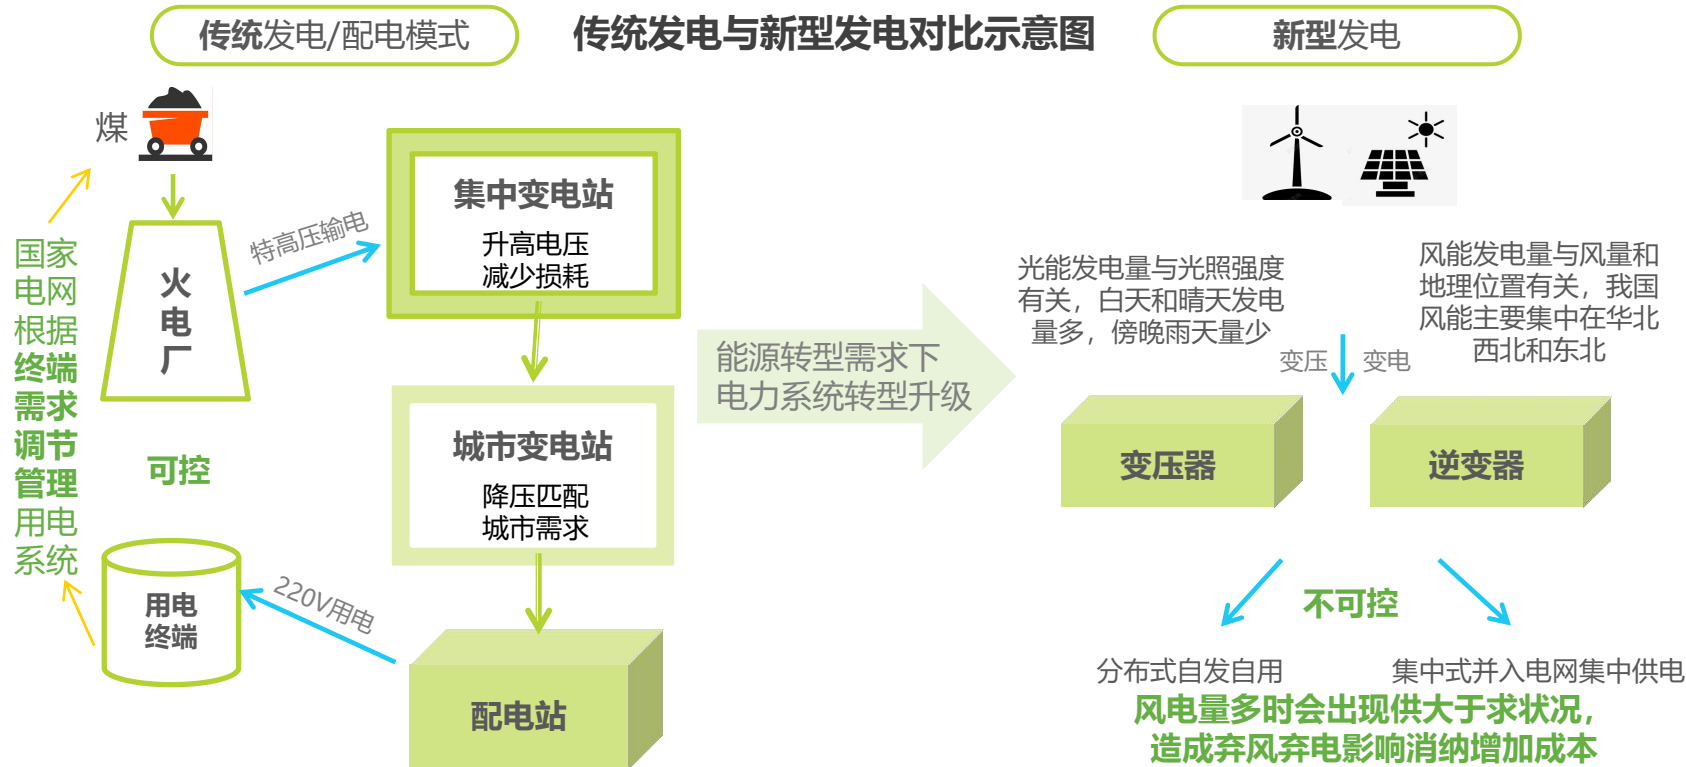 传统发电/配电模式
传统发电与新型发电对比示意图
新型发电
煤
火
电
厂
特高压输电
集中变电站
升高电压
减少损耗
国家
电网
根据
终端
需求
调节
管理
用电
系统
可控
城市变电站
降压匹配
城市需求
用电
终端
220V用电
配电站
能源转型需求下
电力系统转型升级
光能发电量与光照强度
有关，白天和晴天发电
量多，傍晚雨天量少
风能发电量与风量和
地理位置有关，我国
风能主要集中在华北
西北和东北
变压
变电
变压器
逆变器
不可控
分布式自发自用
集中式并入电网集中供电
风电量多时会出现供大于求状况，
造成弃风弃电影响消纳增加成本